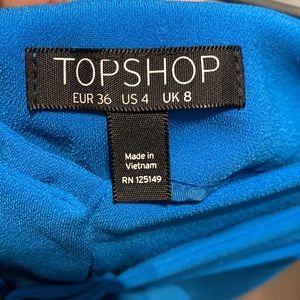 TOPSHOP
EUR 36 US 4 UK 8
Made in
Vietnam
RN 125149